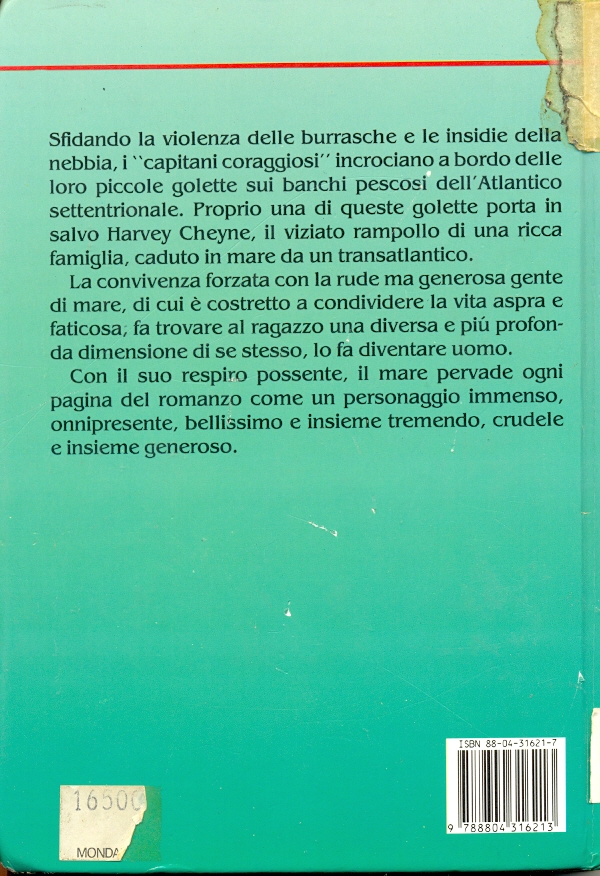 Sfidando la violenza delle burrasche e le insidie della
nebbia, i "capitani coraggiosi" incrociano a bordo delle
loro piccole golette sui banchi pescosi dell'Atlantico
settentrionale. Proprio una di queste golette porta in
salvo Harvey Cheyne, il viziato rampollo di una ricca
famiglia, caduto in mare da un transatlantico.
La convivenza forzata con la rude ma generosa gente
di mare, di cui è costretto a condividere la vita aspra e
faticosa, fa trovare al ragazzo una diversa e piú profon-
da dimensione di se stesso, lo fa diventare uomo.
Con il suo respiro possente, il mare pervade ogni
pagina del romanzo come un personaggio immenso,
onnipresente, bellissimo e insieme tremendo, crudele
e insieme generoso.
ISBN 88-04-31621-7
9 788804 316213
16500
MONDA